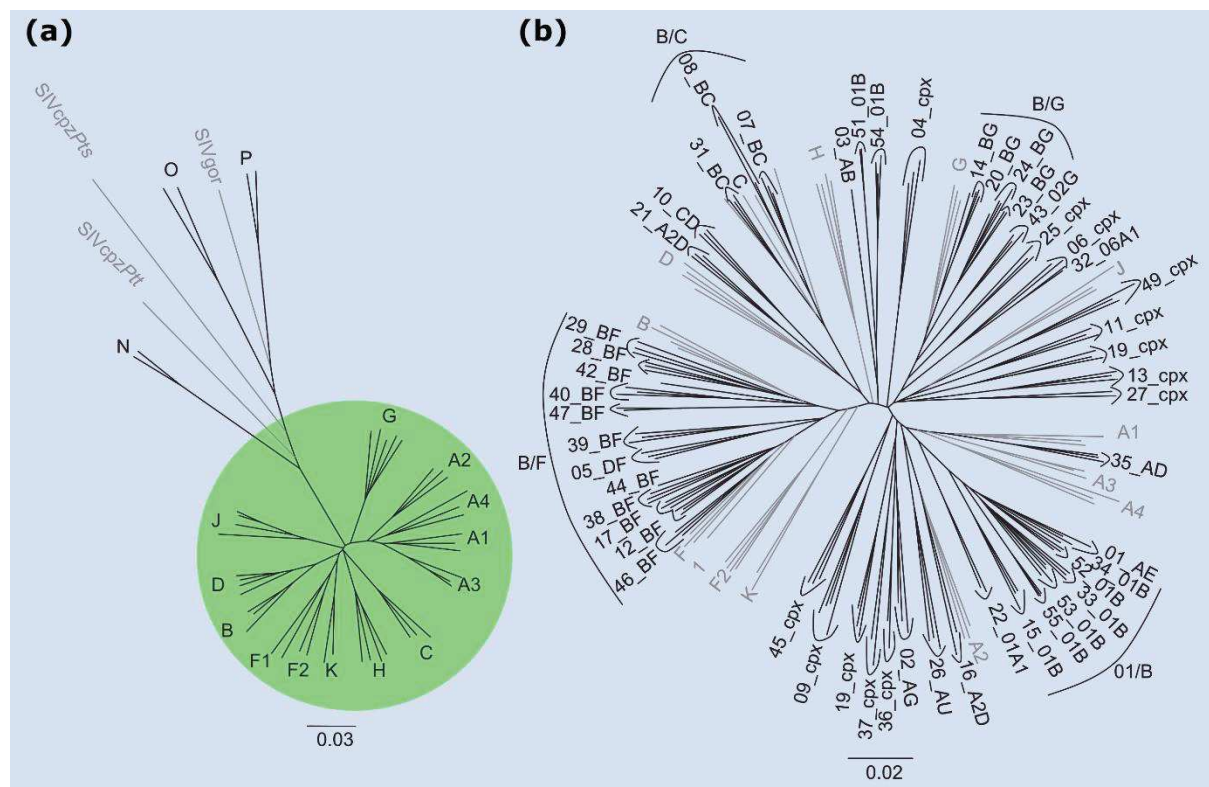 (a)
SIVcpzPts
SIVcpzPtt
SIVgor
O
P
N
G
A2
A4
A1
A3
J
D
B
F1
F2
K
H
C
0.03
(b)
B/C
08_BC
07_BC
31_BC
C
10_CD
21_A2D
D
H
03_AB
51_01B
54_01B
04_cpx
B/G
G
14_BG
20_BG
24_BG
23_BG
43_02G
25_cpx
06_cpx
32_06A1
J
49_cpx
11_cpx
19_cpx
13_cpx
27_cpx
A1
35_AD
A3
A4
01_AE
34_01B
52_01B
33_01B
53_01B
55_01B
15_01B
22_01A1
01/B
A2
16_A2D
26_AU
02_AG
36_cpx
37_cpx
19_cpx
09_cpx
45_cpx
K
F2
F1
46_BF
12_BF
17_BF
38_BF
44_BF
05_DF
39_BF
47_BF
40_BF
42_BF
28_BF
29_BF
B
B/F
0.02